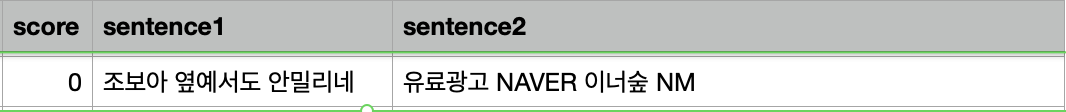 score sentence1 sentence2
0 조보아 옆예서도 안밀리네 유료광고 NAVER 이너숲 NM